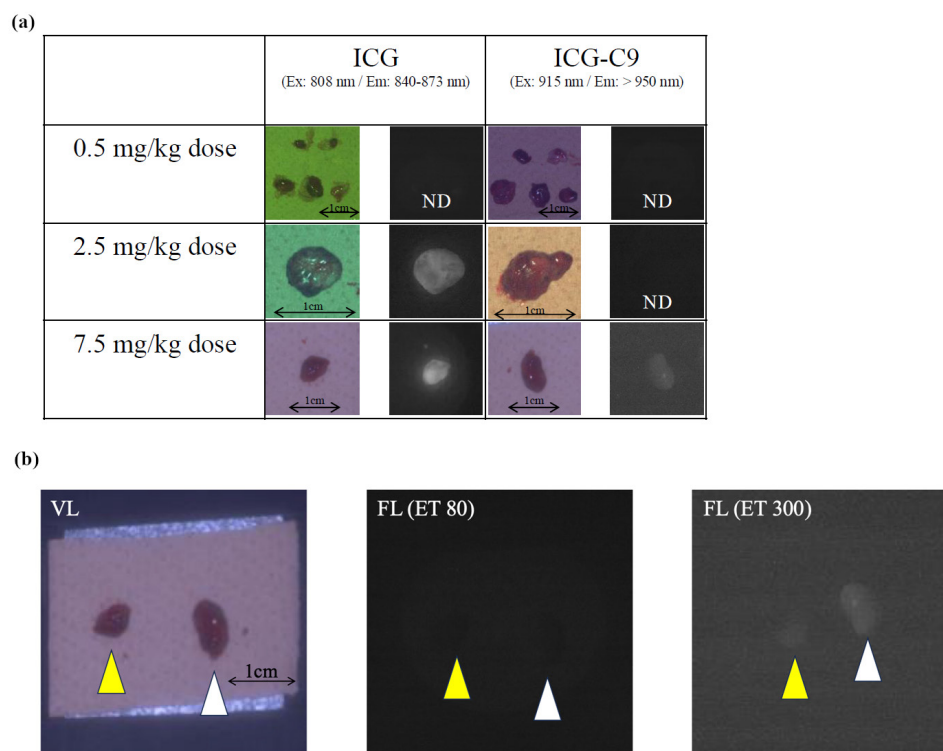 (a)
ICG
(Ex: 808 nm / Em: 840-873 nm)
ICG-C9
(Ex: 915 nm / Em: > 950 nm)
0.5 mg/kg dose
1cm
ND
1cm
ND
2.5 mg/kg dose
1cm
1cm
ND
7.5 mg/kg dose
1cm
1cm
(b)
VL
1cm
FL (ET 80)
FL (ET 300)